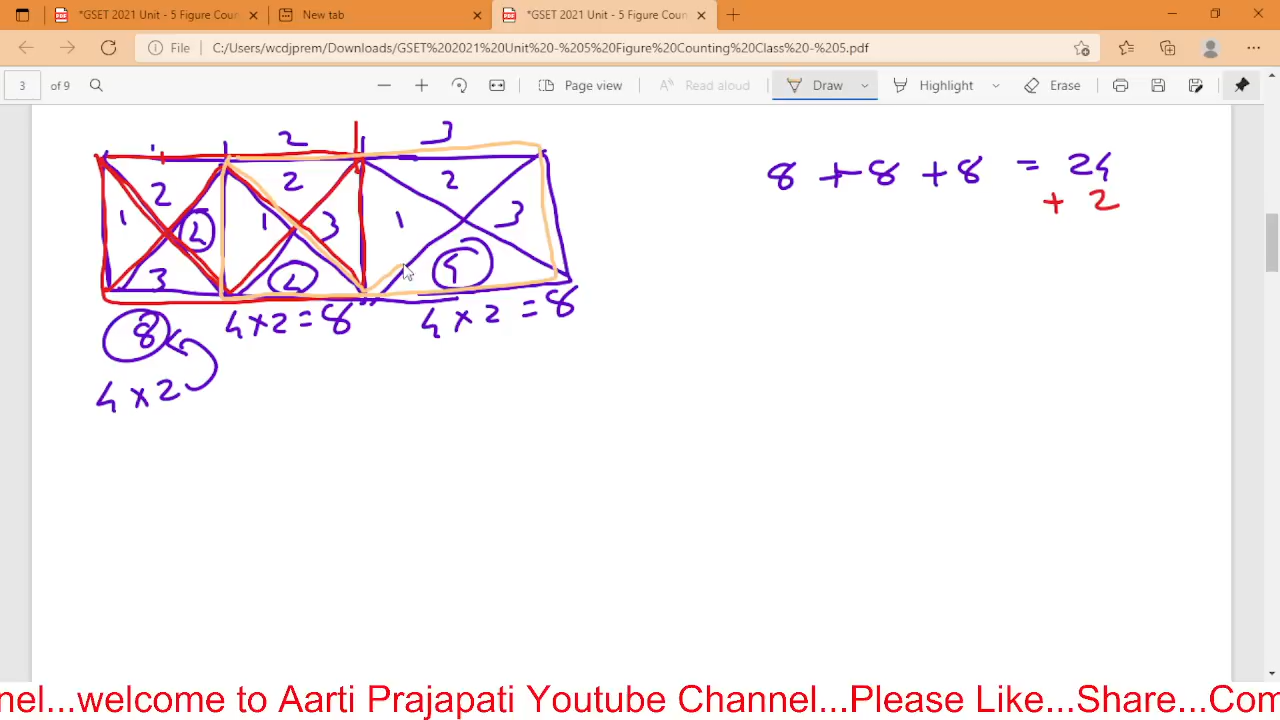 *GSET 2021 Unit - 5 Figure Coun
New tab
*GSET 2021 Unit - 5 Figure Coun
File
C:/Users/wcdjprem/Downloads/GSET%202021%20Unit%20-%205%20Figure%20Counting%20Class%20-%205.pdf
3 of 9
Page view
Read aloud
Draw
Highlight
Erase
1 2 3
2 2 2
1 2 1 3 1 3
3 4
8 + 8 + 8 = 24
+ 2
8
4 x 2 = 8
4 x 2 = 8
4 x 2
nel...welcome to Aarti Prajapati Youtube Channel...Please Like...Share...Com